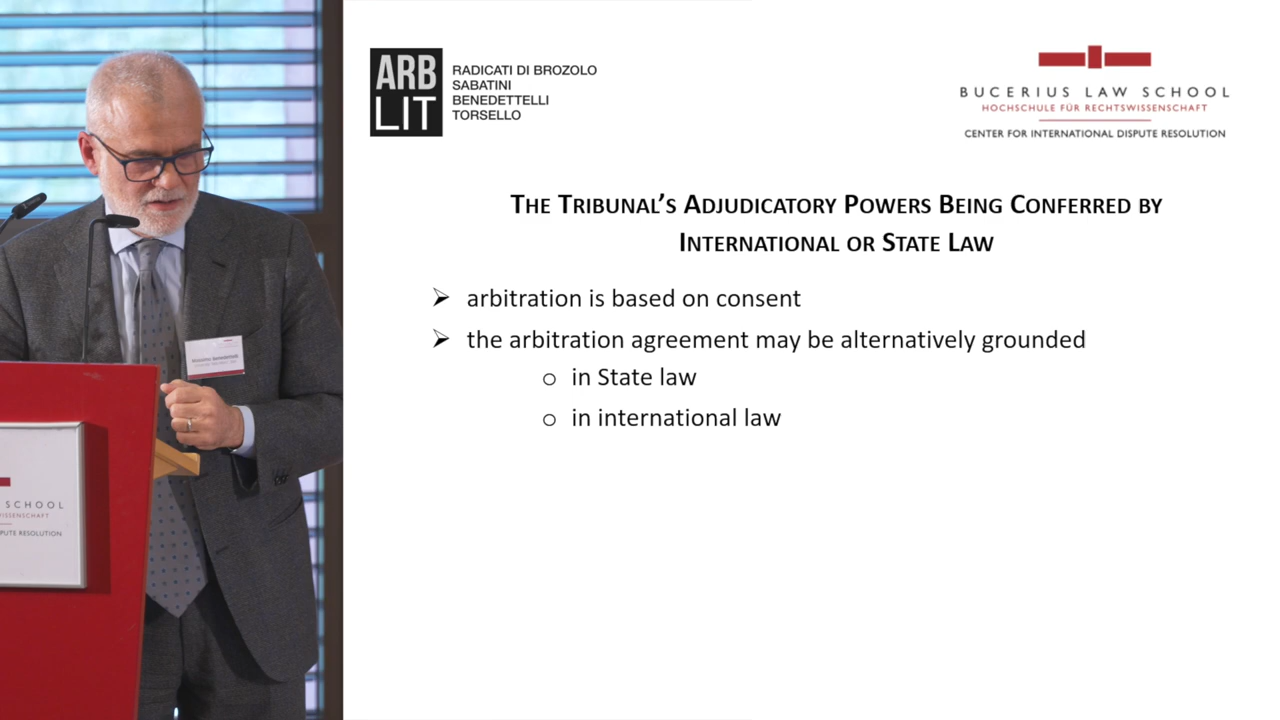 ARB
LIT
RADICATI DI BROZOLO
SABATINI
BENEDETTELLI
TORSELLO
BUCERIUS LAW SCHOOL
HOCHSCHULE FÜR RECHTSWISSENSCHAFT
CENTER FOR INTERNATIONAL DISPUTE RESOLUTION
THE TRIBUNAL'S ADJUDICATORY POWERS BEING CONFERRED BY
INTERNATIONAL OR STATE LAW
➢ arbitration is based on consent
➢ the arbitration agreement may be alternatively grounded
o in State law
o in international law
SCHOOL
RESOLUTION